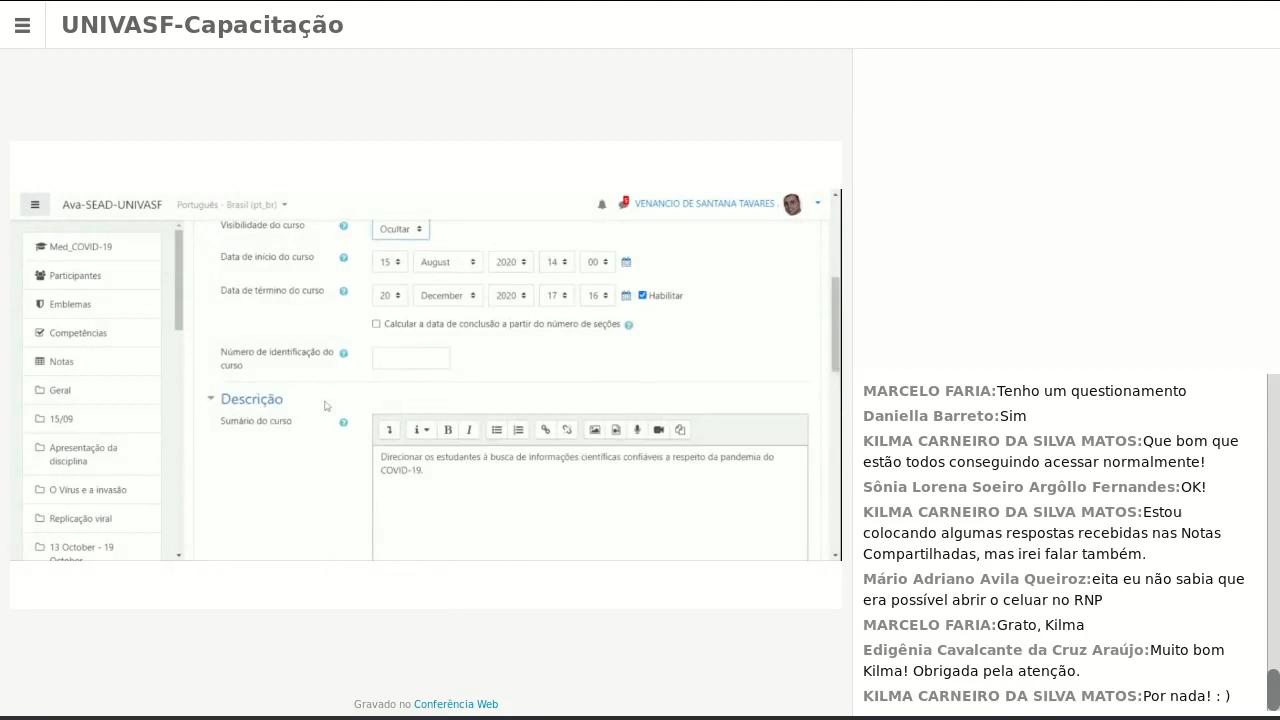 UNIVASF-Capacitação
Ava-SEAD-UNIVASF
Português - Brasil (pt_br)
VENANCIO DE SANTANA TAVARES .
Med_COVID-19
Participantes
Emblemas
Competências
Notas
Geral
15/09
Apresentação da
disciplina
O Vírus e a invasão
Replicação viral
13 October - 19
October
Visibilidade do curso
Ocultar
Data de início do curso
15 August 2020 14 00
Data de término do curso
20 December 2020 17 16 Habilitar
Calcular a data de conclusão a partir do número de seções
Número de identificação do
curso
Descrição
Sumário do curso
B I
Direcionar os estudantes à busca de informações científicas confiáveis a respeito da pandemia do
COVID-19.
Gravado no Conferência Web
MARCELO FARIA:Tenho um questionamento
Daniella Barreto:Sim
KILMA CARNEIRO DA SILVA MATOS:Que bom que
estão todos conseguindo acessar normalmente!
Sônia Lorena Soeiro Argôllo Fernandes:OK!
KILMA CARNEIRO DA SILVA MATOS:Estou
colocando algumas respostas recebidas nas Notas
Compartilhadas, mas irei falar também.
Mário Adriano Avila Queiroz:eita eu não sabia que
era possível abrir o celuar no RNP
MARCELO FARIA:Grato, Kilma
Edigênia Cavalcante da Cruz Araújo:Muito bom
Kilma! Obrigada pela atenção.
KILMA CARNEIRO DA SILVA MATOS:Por nada! : )